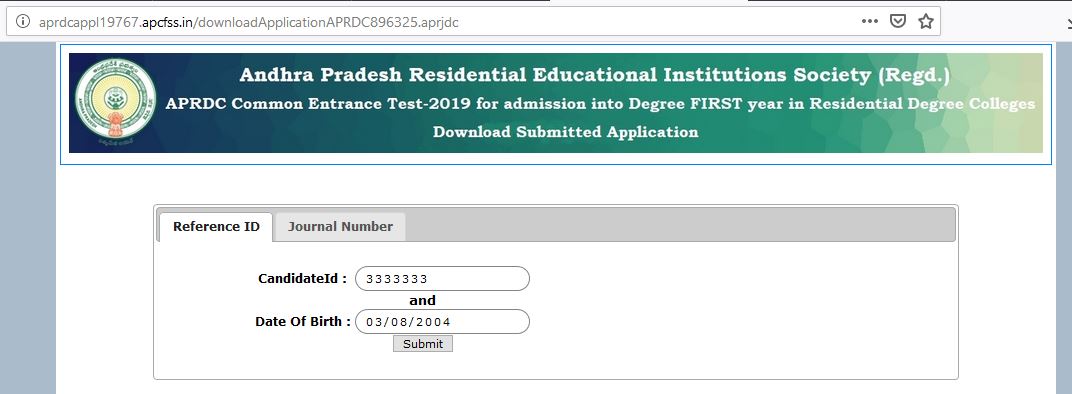 aprdcappl19767.apcfss.in/downloadApplicationAPRDC896325.aprjdc
Andhra Pradesh Residential Educational Institutions Society (Regd.)
APRDC Common Entrance Test-2019 for admission into Degree FIRST year in Residential Degree Colleges
Download Submitted Application
Reference ID Journal Number
CandidateId : 3333333
and
Date Of Birth : 03/08/2004
Submit